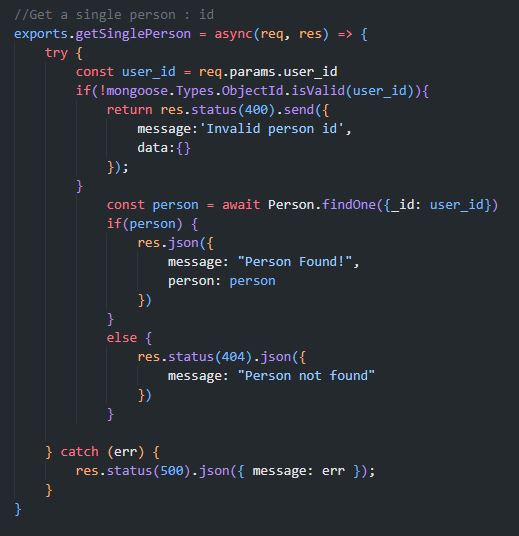 //Get a single person : id
exports.getSinglePerson = async(req, res) => {
    try {
        const user_id = req.params.user_id
        if(!mongoose.Types.ObjectId.isValid(user_id)){
            return res.status(400).send({
                message:'Invalid person id',
                data:{}
            });
        }
            const person = await Person.findOne({_id: user_id})
            if(person) {
                res.json({
                    message: "Person Found!",
                    person: person
                })
            }
            else {
                res.status(404).json({
                    message: "Person not found"
                })
            }

    } catch (err) {
        res.status(500).json({ message: err });
    }
}